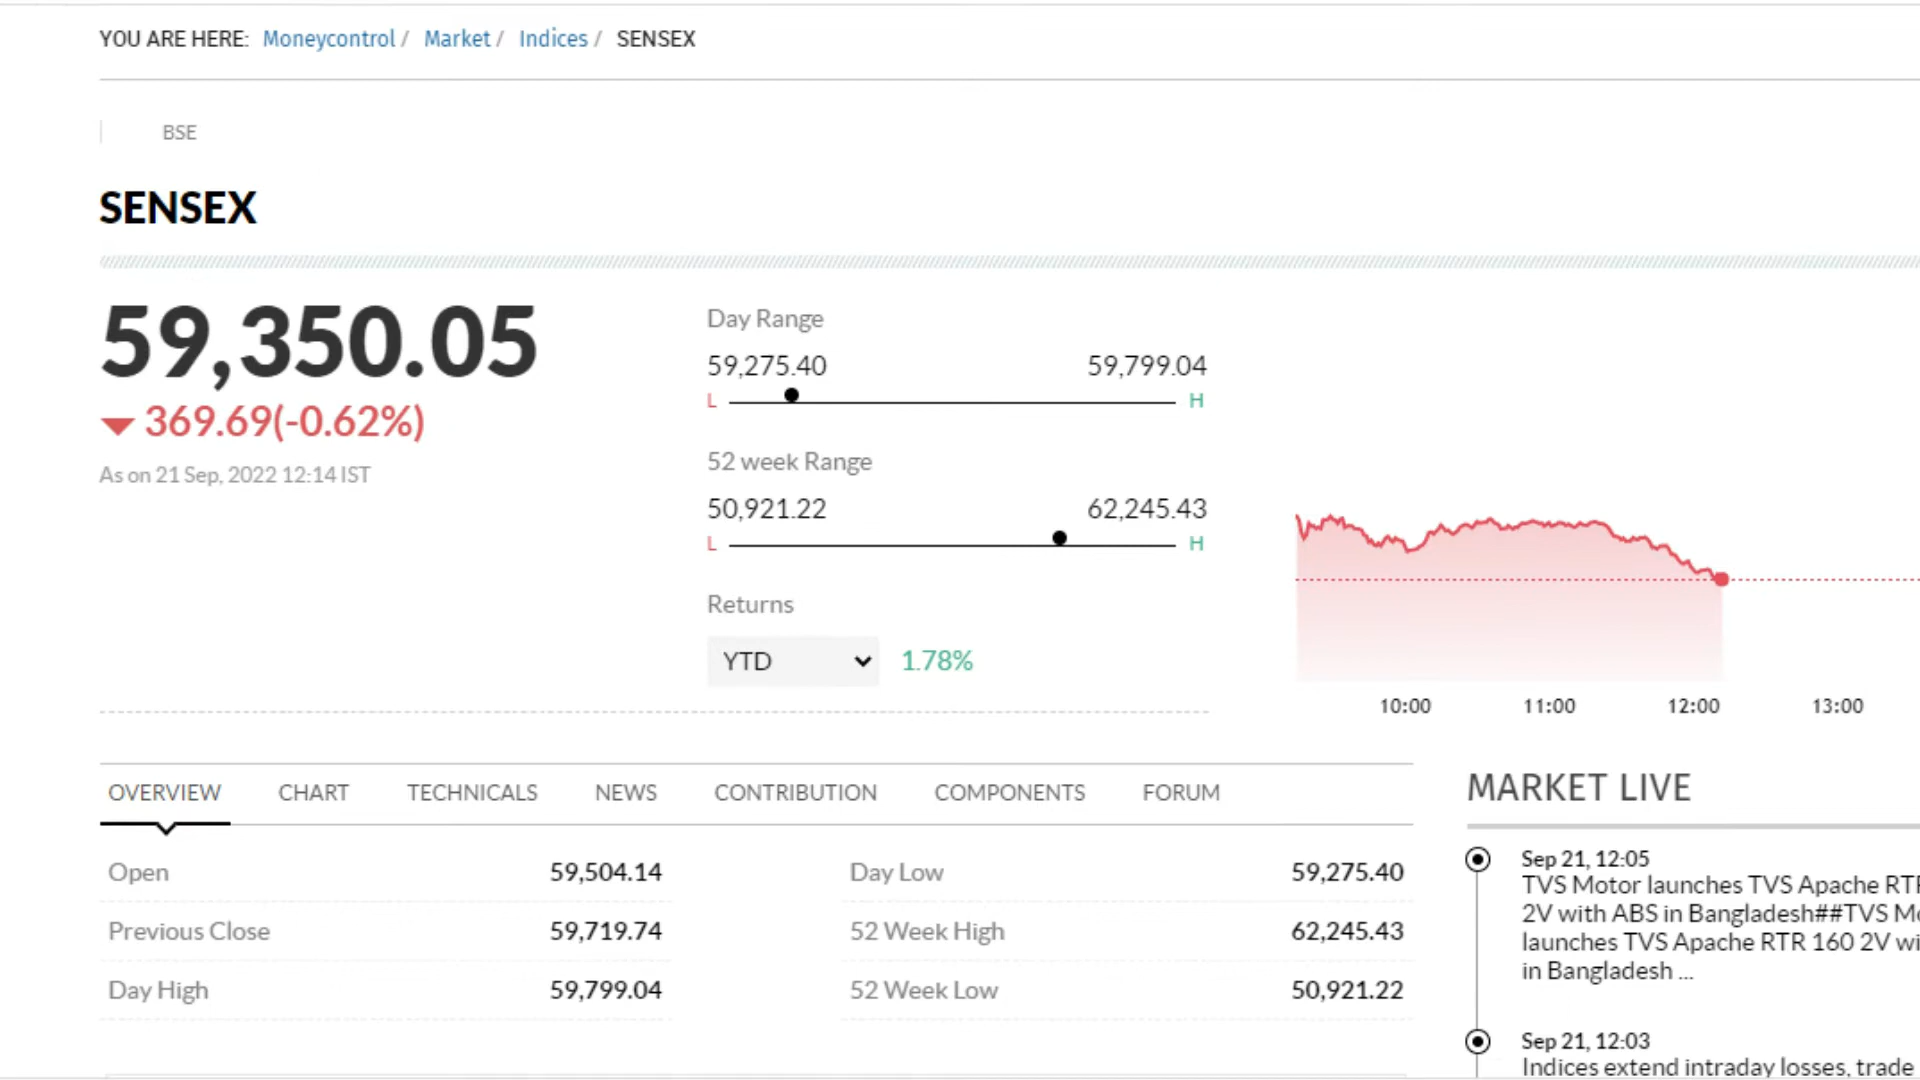 YOU ARE HERE: Moneycontrol / Market / Indices / SENSEX
BSE
SENSEX
59,350.05
369.69(-0.62%)
As on 21 Sep, 2022 12:14 IST
Day Range
59,275.40 59,799.04
L H
52 week Range
50,921.22 62,245.43
L H
Returns
YTD 1.78%
10:00 11:00 12:00 13:00
OVERVIEW CHART TECHNICALS NEWS CONTRIBUTION COMPONENTS FORUM
Open 59,504.14 Day Low 59,275.40
Previous Close 59,719.74 52 Week High 62,245.43
Day High 59,799.04 52 Week Low 50,921.22
MARKET LIVE
Sep 21, 12:05
TVS Motor launches TVS Apache
2V with ABS in Bangladesh##TVS
launches TVS Apache RTR 160 2V
in Bangladesh ...
Sep 21, 12:03
Indices extend intraday losses, trade